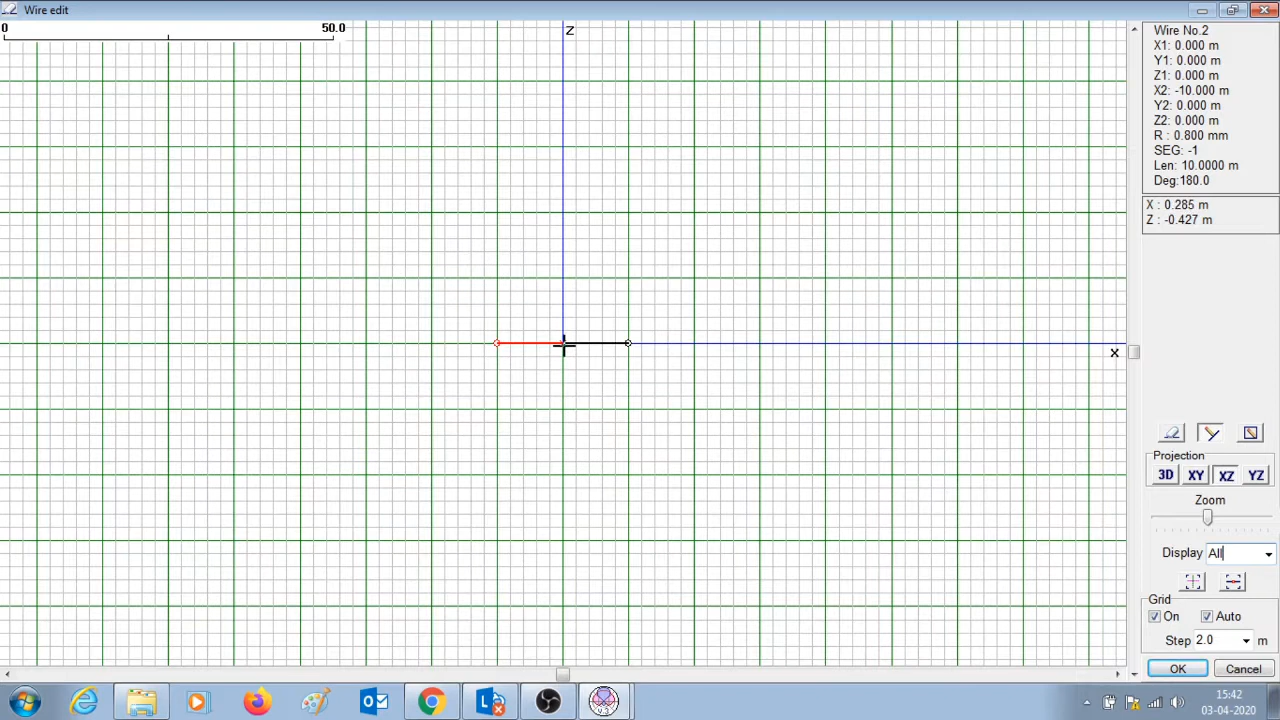 Wire edit
0 50.0
Z
X
Wire No.2
X1: 0.000 m
Y1: 0.000 m
Z1: 0.000 m
X2: -10.000 m
Y2: 0.000 m
Z2: 0.000 m
R : 0.800 mm
SEG: -1
Len: 10.0000 m
Deg:180.0
X : 0.285 m
Z : -0.427 m
Projection
3D XY XZ YZ
Zoom
Display All
Grid
On Auto
Step 2.0 m
OK Cancel
15:42
03-04-2020